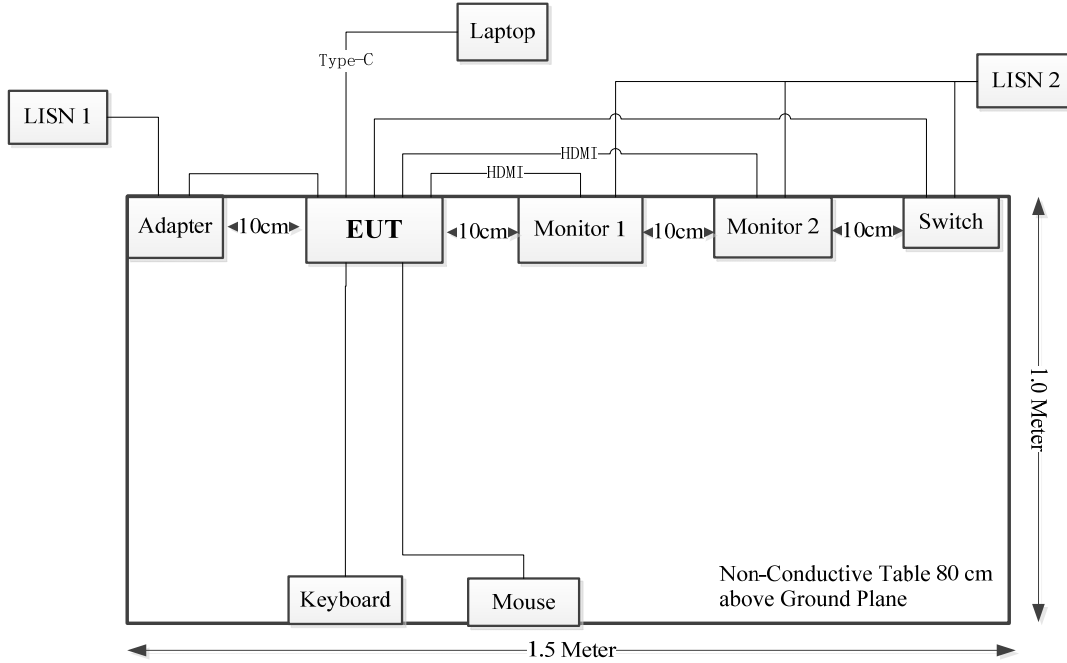 Laptop
Type-C
LISN 2
LISN 1
HDMI
HDMI
Adapter
10cm
EUT
10cm
Monitor 1
10cm
Monitor 2
10cm
Switch
1.0 Meter
Non-Conductive Table 80 cm
above Ground Plane
Keyboard
Mouse
1.5 Meter